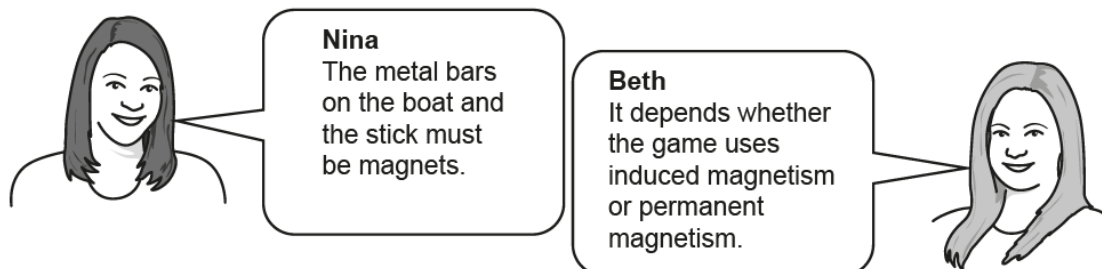 Nina
The metal bars
on the boat and
the stick must
be magnets.
Beth
It depends whether
the game uses
induced magnetism
or permanent
magnetism.